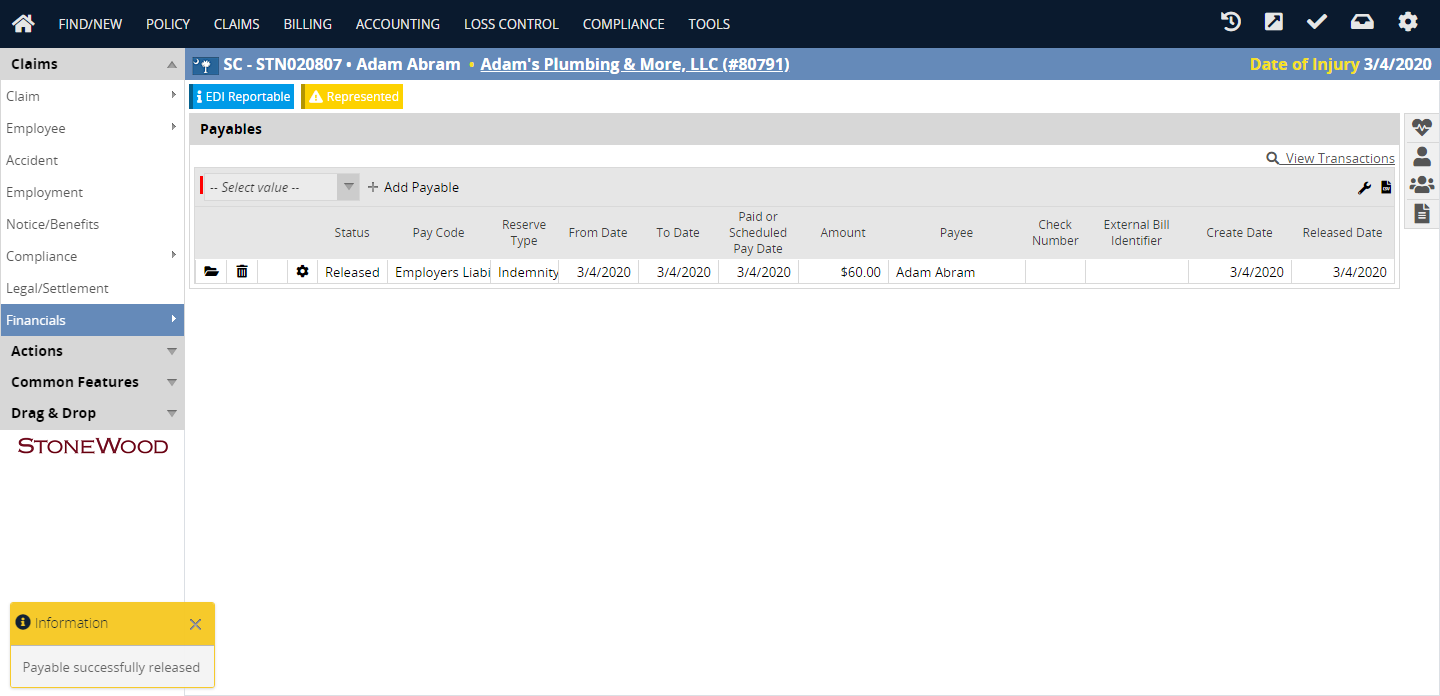 FIND/NEW POLICY CLAIMS BILLING ACCOUNTING LOSS CONTROL COMPLIANCE TOOLS
Claims
SC - STN020807 • Adam Abram • Adam's Plumbing & More, LLC (#80791)
Date of Injury 3/4/2020
Claim
Employee
Accident
Employment
Notice/Benefits
Compliance
Legal/Settlement
Financials
Actions
Common Features
Drag & Drop
STONEWOOD
EDI Reportable
Represented
Payables
View Transactions
-- Select value --
Add Payable
CSV
Status
Pay Code
Reserve
Type
From Date
To Date
Paid or
Scheduled
Pay Date
Amount
Payee
Check
Number
External Bill
Identifier
Create Date
Released Date
Released Employers Liabi Indemnity 3/4/2020 3/4/2020 3/4/2020 $60.00 Adam Abram 3/4/2020 3/4/2020
Information
Payable successfully released